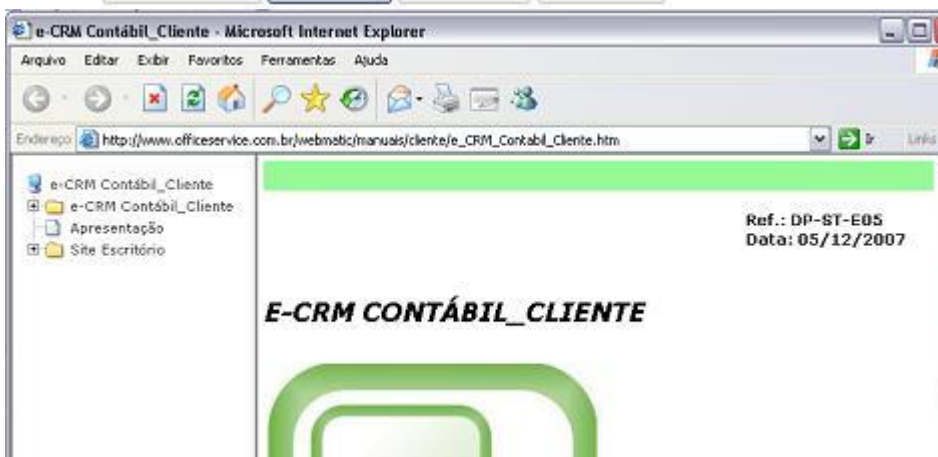 e-CRM Contábil_Cliente - Microsoft Internet Explorer
Arquivo Editar Exibir Favoritos Ferramentas Ajuda
Endereço http://www.officeservice.com.br/webmatic/manuais/cliente/e_CRM_Contabil_Cliente.htm Ir Links
e-CRM Contábil_Cliente
e-CRM Contábil_Cliente
Apresentação
Site Escritório
Ref.: DP-ST-E05
Data: 05/12/2007
E-CRM CONTÁBIL_CLIENTE